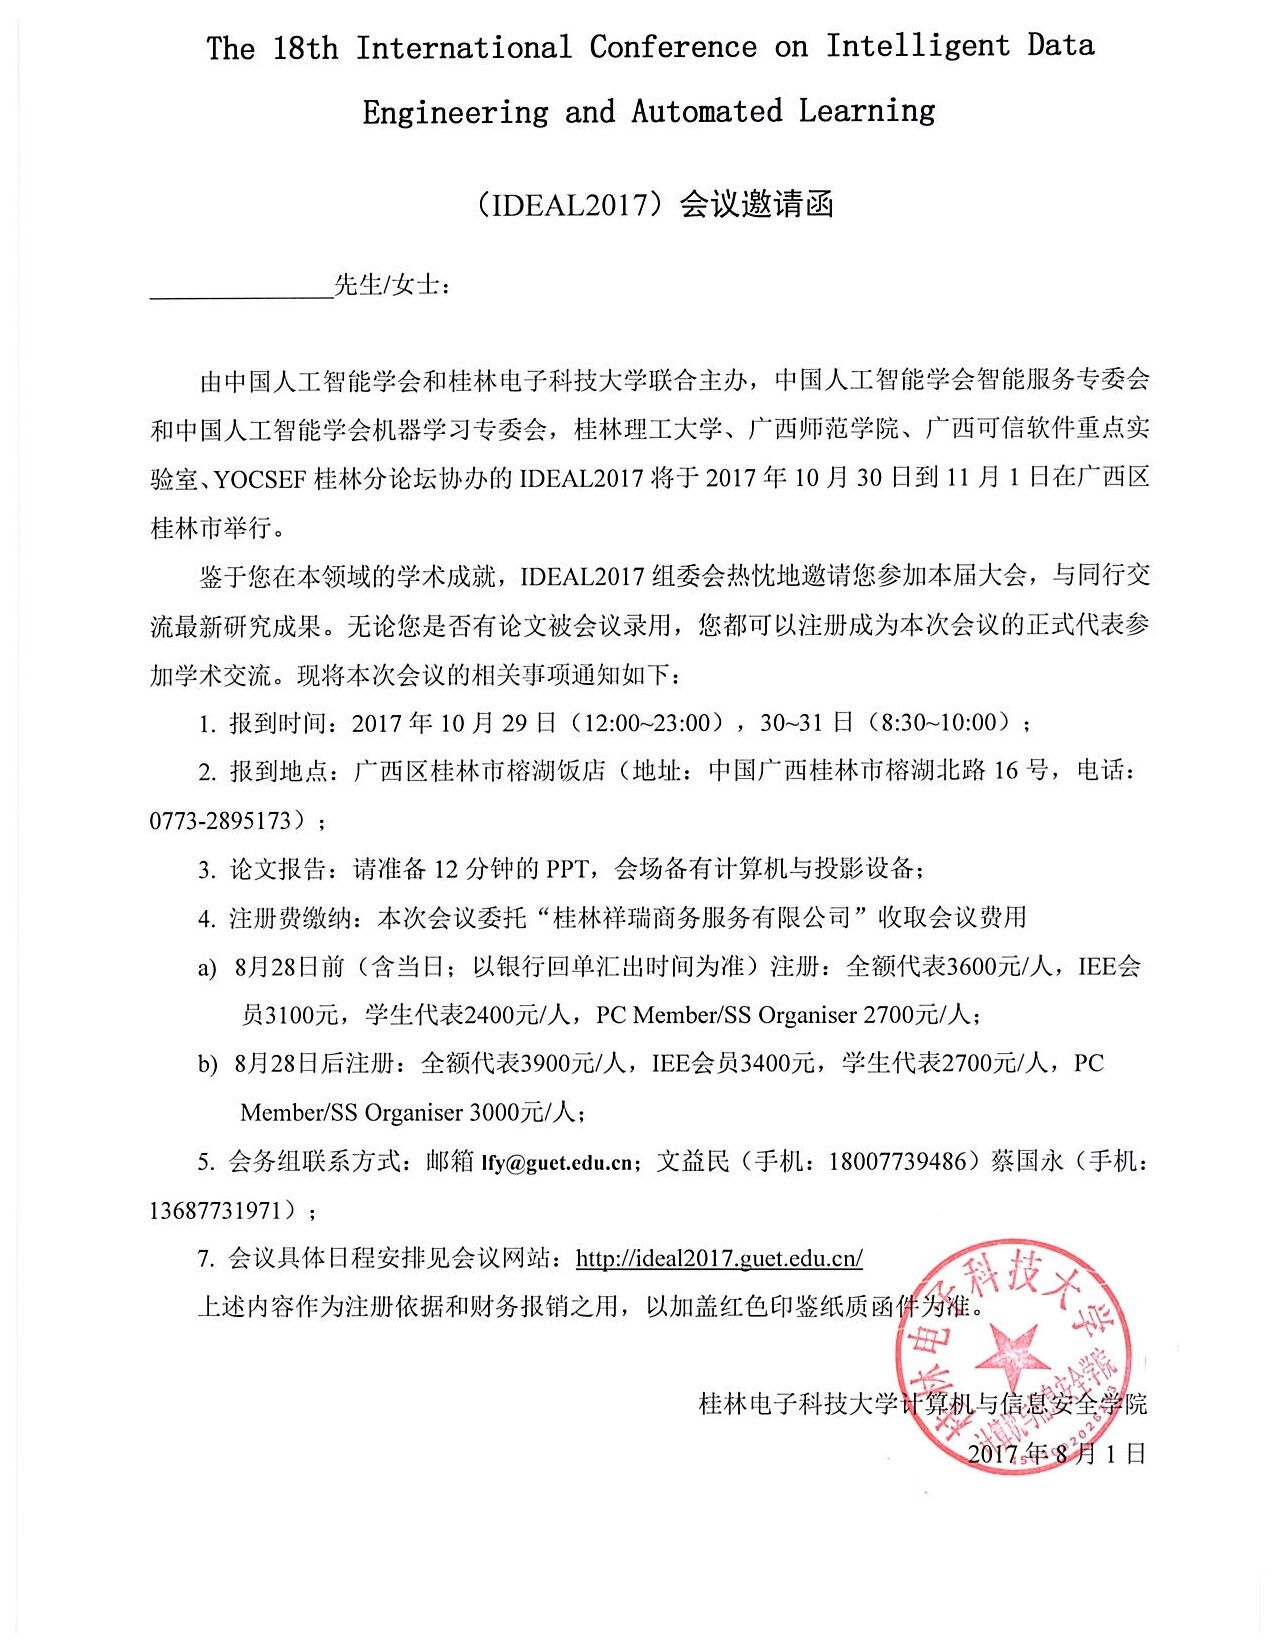 The 18th International Conference on Intelligent Data
Engineering and Automated Learning
（IDEAL2017）会议邀请函
______________先生/女士：
由中国人工智能学会和桂林电子科技大学联合主办，中国人工智能学会智能服务专委会
和中国人工智能学会机器学习专委会，桂林理工大学、广西师范学院、广西可信软件重点实
验室、YOCSEF 桂林分论坛协办的 IDEAL2017 将于 2017 年 10 月 30 日到 11 月 1 日在广西区
桂林市举行。
鉴于您在本领域的学术成就，IDEAL2017 组委会热忱地邀请您参加本届大会，与同行交
流最新研究成果。无论您是否有论文被会议录用，您都可以注册成为本次会议的正式代表参
加学术交流。现将本次会议的相关事项通知如下：
1. 报到时间：2017 年 10 月 29 日（12:00~23:00），30~31 日（8:30~10:00）；
2. 报到地点：广西区桂林市榕湖饭店（地址：中国广西桂林市榕湖北路 16 号，电话：
0773-2895173）；
3. 论文报告：请准备 12 分钟的 PPT，会场备有计算机与投影设备；
4. 注册费缴纳：本次会议委托“桂林祥瑞商务服务有限公司”收取会议费用
a) 8月28日前（含当日；以银行回单汇出时间为准）注册：全额代表3600元/人，IEE会
员3100元，学生代表2400元/人，PC Member/SS Organiser 2700元/人；
b) 8月28日后注册：全额代表3900元/人，IEE会员3400元，学生代表2700元/人，PC
Member/SS Organiser 3000元/人；
5. 会务组联系方式：邮箱 lfy@guet.edu.cn；文益民（手机：18007739486）蔡国永（手机：
13687731971）；
7. 会议具体日程安排见会议网站：http://ideal2017.guet.edu.cn/
上述内容作为注册依据和财务报销之用，以加盖红色印鉴纸质函件为准。
桂林电子科技大学计算机与信息安全学院
2017 年 8 月 1 日
桂林电子科技大学
计算机与信息安全学院